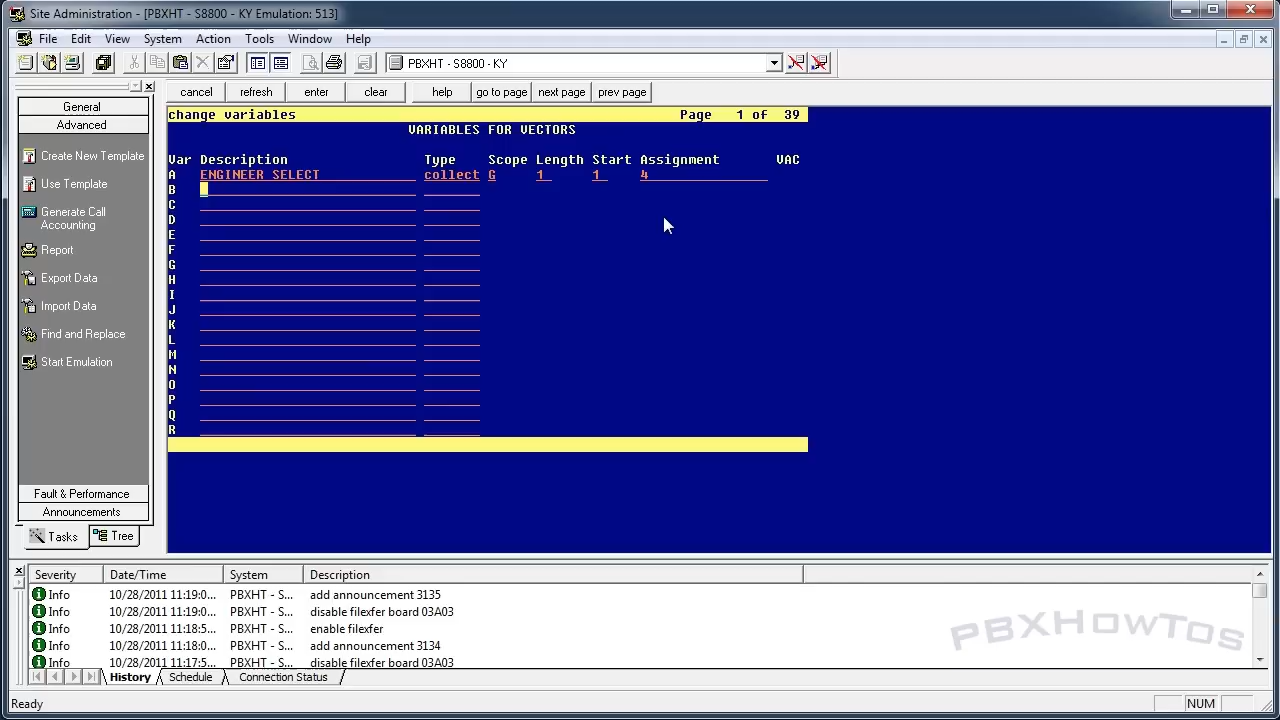 Site Administration - [PBXHT - S8800 - KY Emulation: 513]
File Edit View System Action Tools Window Help
PBXHT - S8800 - KY
General
Advanced
Create New Template
Use Template
Generate Call
Accounting
Report
Export Data
Import Data
Find and Replace
Start Emulation
Fault & Performance
Announcements
Tasks Tree
cancel refresh enter clear help go to page next page prev page
change variables Page 1 of 39
VARIABLES FOR VECTORS
Var Description Type Scope Length Start Assignment VAC
A ENGINEER SELECT collect G 1 1 4
B
C
D
E
F
G
H
I
J
K
L
M
N
O
P
Q
R
Severity Date/Time System Description
Info 10/28/2011 11:19:0... PBXHT - S... add announcement 3135
Info 10/28/2011 11:19:0... PBXHT - S... disable filexfer board 03A03
Info 10/28/2011 11:18:5... PBXHT - S... enable filexfer
Info 10/28/2011 11:18:0... PBXHT - S... add announcement 3134
Info 10/28/2011 11:17:5... PBXHT - S... disable filexfer board 03A03
PBXHowTos
History Schedule Connection Status
Ready NUM